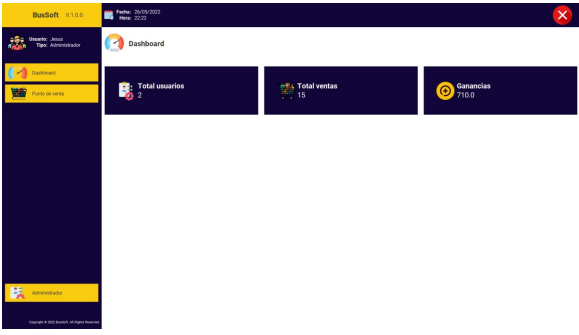 BusSoft V.1.0.0
Fecha: 26/05/2022
Hora: 22:22
Usuario: Jesus
Tipo: Administrador
Dashboard
Dashboard
Punto de venta
Total usuarios
2
Total ventas
15
Ganancias
710.0
Administrador
Copyright © 2022 BusSoft. All Rights Reserved.